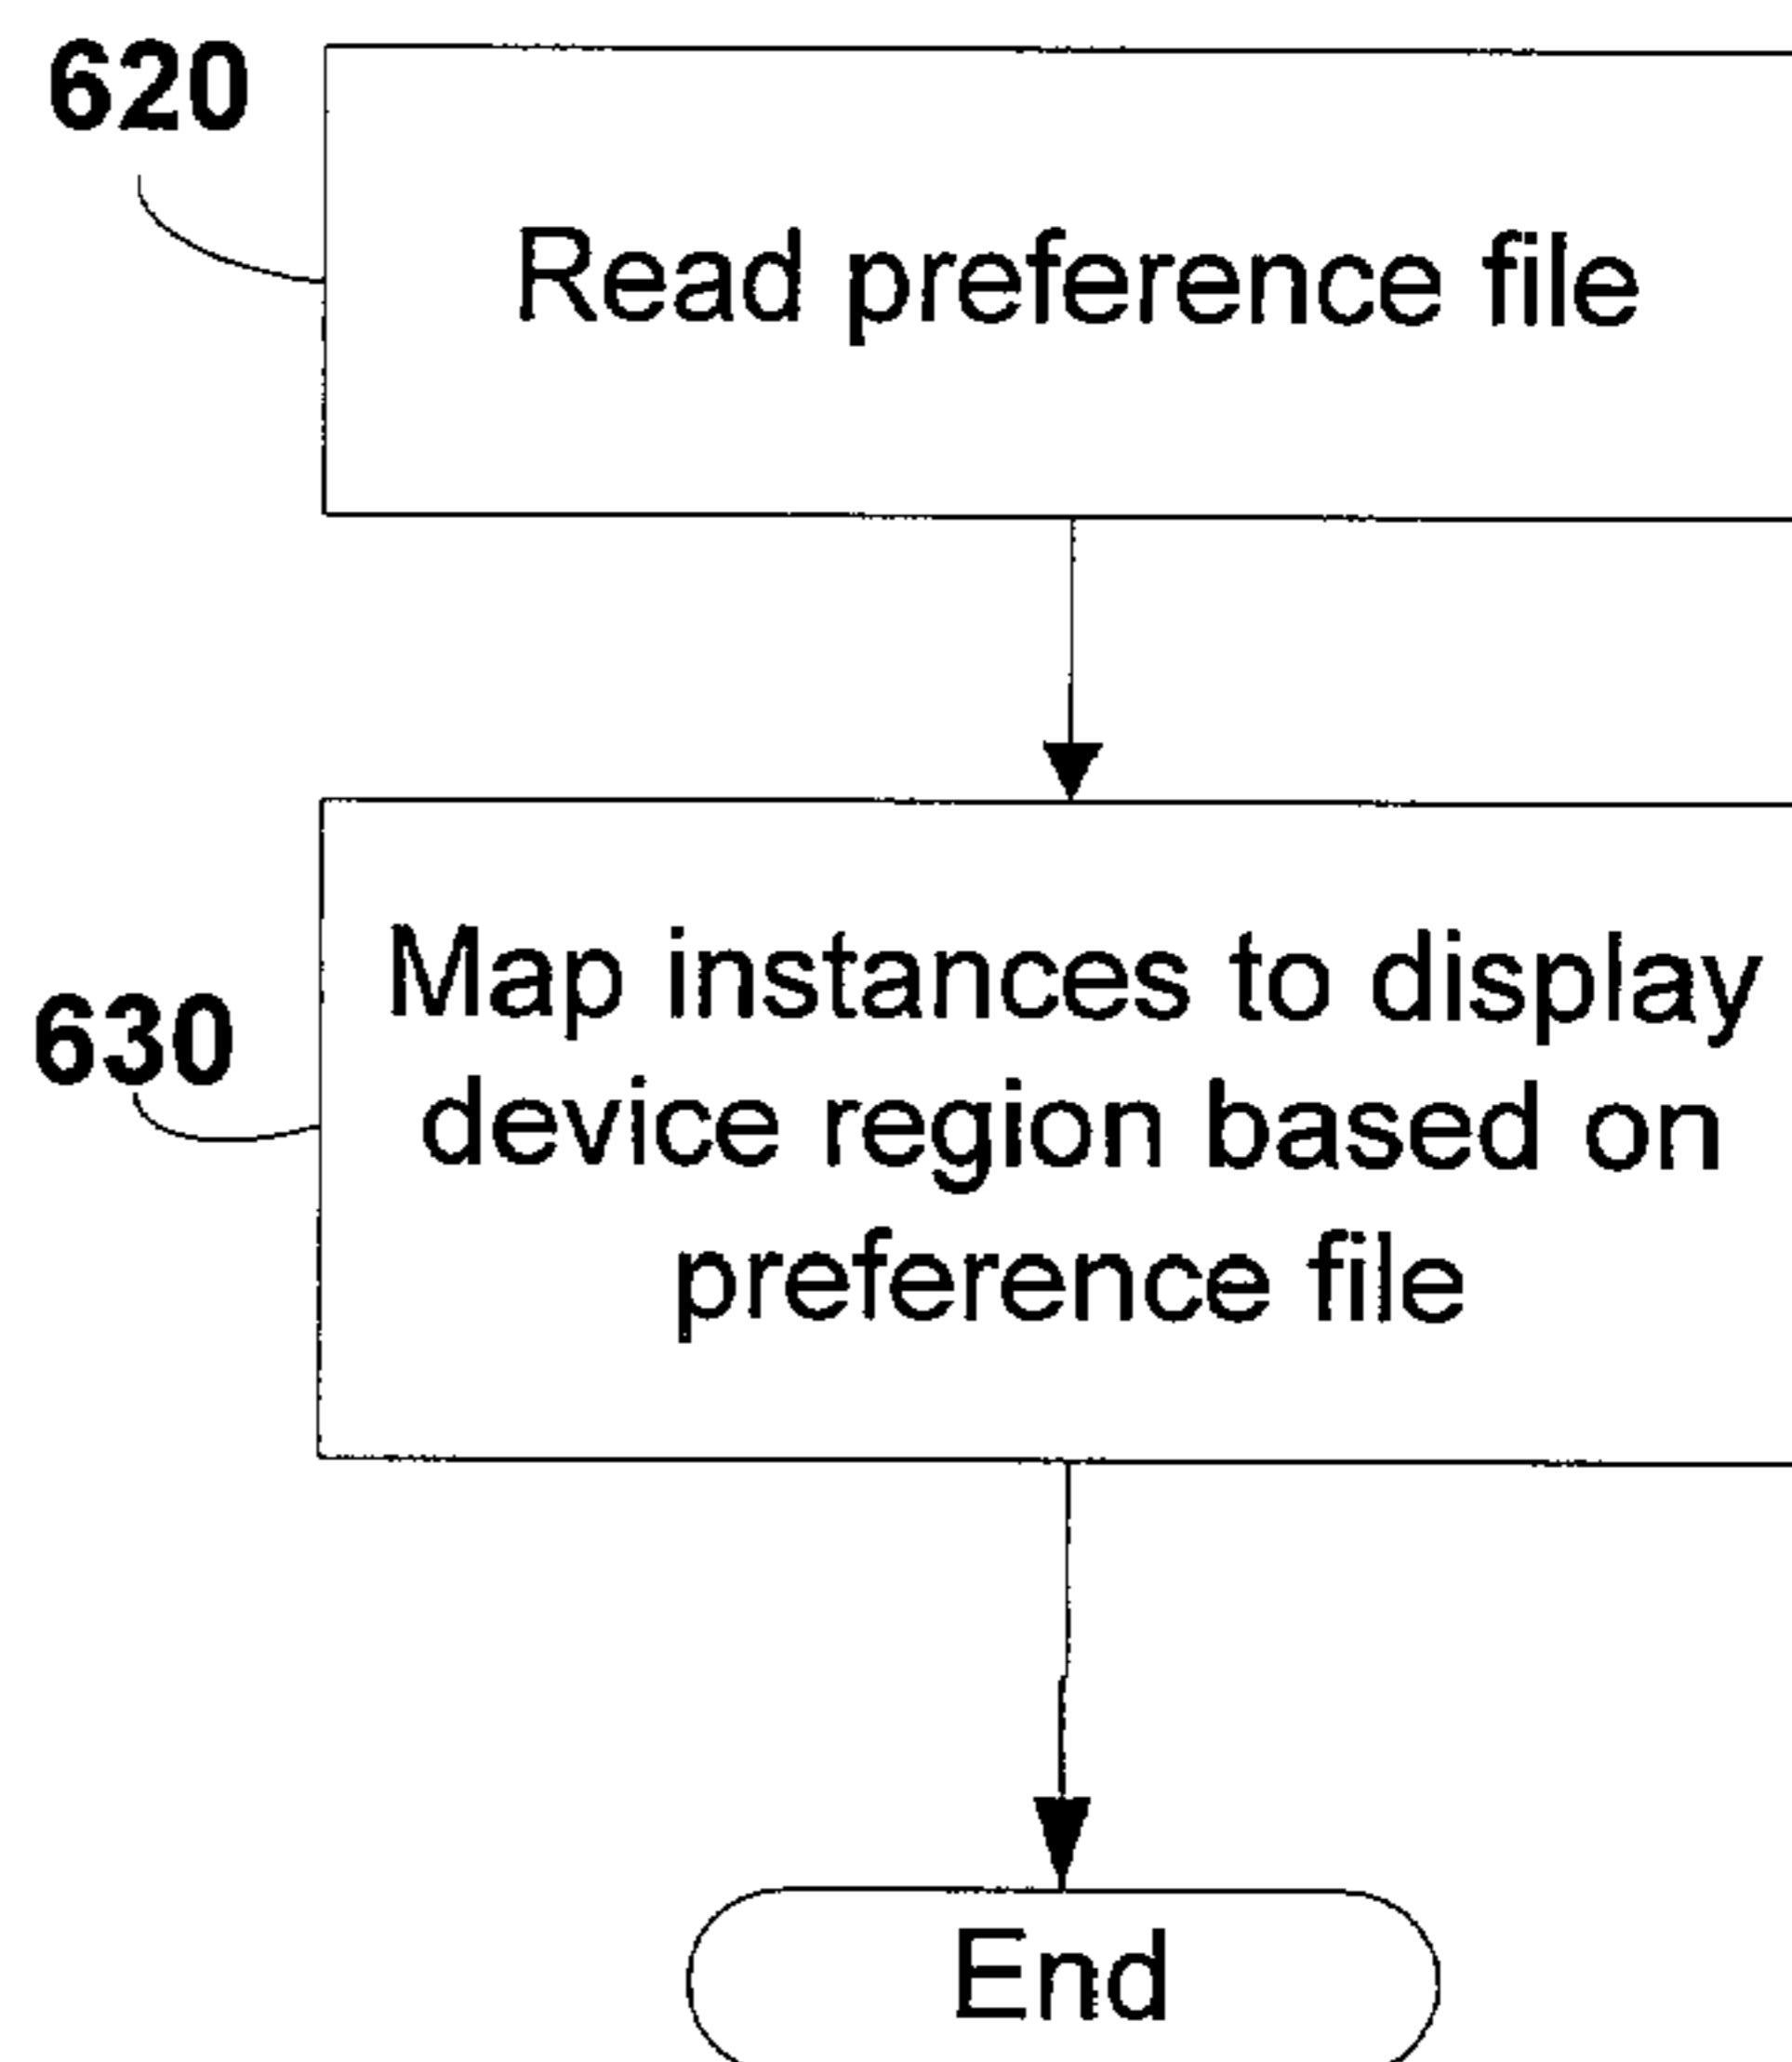 620
Read preference file
Map instances to display
630
device region based on
preference file
End